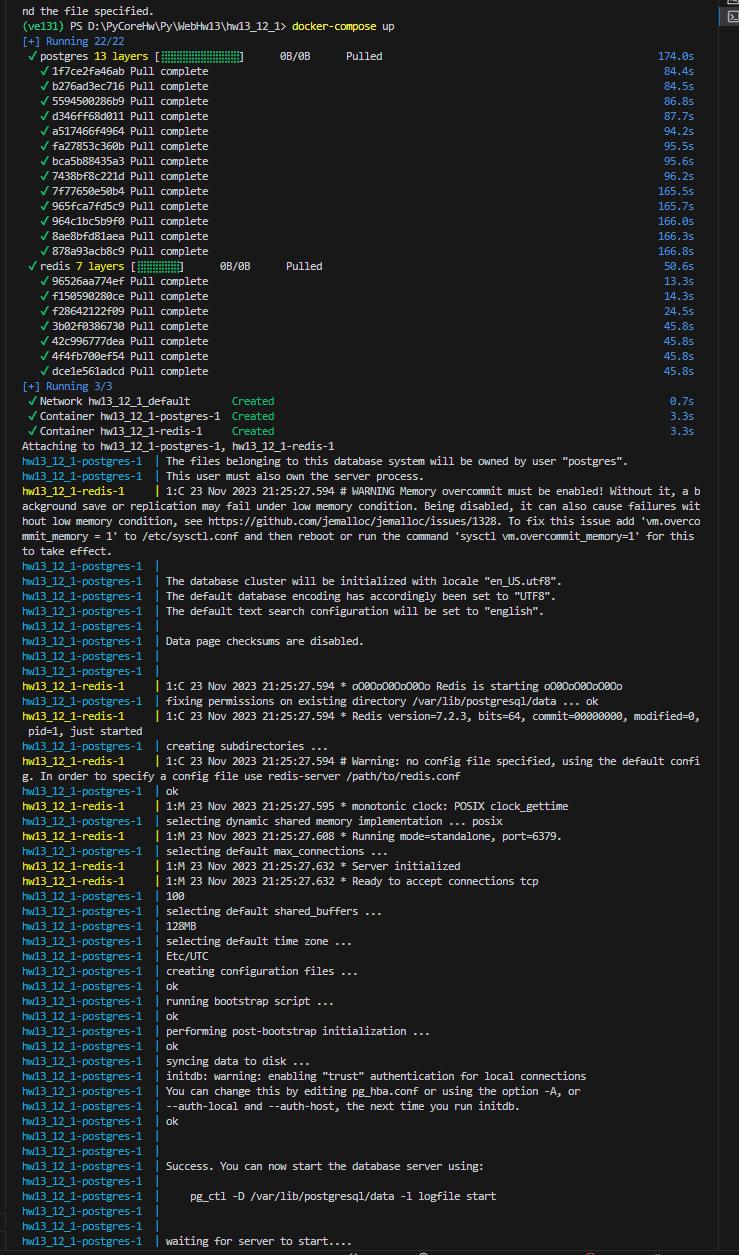 nd the file specified.
(ve131) PS D:\PyCoreHw\Py\WebHw13\hw13_12_1> docker-compose up
[+] Running 22/22
✓ postgres 13 layers [⣿⣿⣿⣿⣿⣿⣿⣿⣿⣿⣿⣿⣿] 0B/0B Pulled 174.0s
✓ 1f7ce2fa46ab Pull complete 84.4s
✓ b276ad3ec716 Pull complete 84.5s
✓ 5594500286b9 Pull complete 86.8s
✓ d346ff68d011 Pull complete 87.7s
✓ a517466f4964 Pull complete 94.2s
✓ fa27853c360b Pull complete 95.5s
✓ bca5b88435a3 Pull complete 95.6s
✓ 7438bf8c221d Pull complete 96.2s
✓ 7f77650e50b4 Pull complete 165.5s
✓ 965fca7fd5c9 Pull complete 165.7s
✓ 964c1bc5b9f0 Pull complete 166.0s
✓ 8ae8bfd81aea Pull complete 166.3s
✓ 878a93acb8c9 Pull complete 166.8s
✓ redis 7 layers [⣿⣿⣿⣿⣿⣿⣿] 0B/0B Pulled 50.6s
✓ 96526aa774ef Pull complete 13.3s
✓ f150590280ce Pull complete 14.3s
✓ f28642122f09 Pull complete 24.5s
✓ 3b02f0386730 Pull complete 45.8s
✓ 42c996777dea Pull complete 45.8s
✓ 4f4fb700ef54 Pull complete 45.8s
✓ dce1e561adcd Pull complete 45.8s
[+] Running 3/3
✓ Network hw13_12_1_default Created 0.7s
✓ Container hw13_12_1-postgres-1 Created 3.3s
✓ Container hw13_12_1-redis-1 Created 3.3s
Attaching to hw13_12_1-postgres-1, hw13_12_1-redis-1
hw13_12_1-postgres-1 | The files belonging to this database system will be owned by user "postgres".
hw13_12_1-postgres-1 | This user must also own the server process.
hw13_12_1-redis-1 | 1:C 23 Nov 2023 21:25:27.594 # WARNING Memory overcommit must be enabled! Without it, a b
ackground save or replication may fail under low memory condition. Being disabled, it can also cause failures wit
hout low memory condition, see https://github.com/jemalloc/jemalloc/issues/1328. To fix this issue add 'vm.overco
mmit_memory = 1' to /etc/sysctl.conf and then reboot or run the command 'sysctl vm.overcommit_memory=1' for this
to take effect.
hw13_12_1-postgres-1 |
hw13_12_1-postgres-1 | The database cluster will be initialized with locale "en_US.utf8".
hw13_12_1-postgres-1 | The default database encoding has accordingly been set to "UTF8".
hw13_12_1-postgres-1 | The default text search configuration will be set to "english".
hw13_12_1-postgres-1 |
hw13_12_1-postgres-1 | Data page checksums are disabled.
hw13_12_1-postgres-1 |
hw13_12_1-postgres-1 |
hw13_12_1-redis-1 | 1:C 23 Nov 2023 21:25:27.594 * oO0OoO0OoO0Oo Redis is starting oO0OoO0OoO0Oo
hw13_12_1-postgres-1 | fixing permissions on existing directory /var/lib/postgresql/data ... ok
hw13_12_1-redis-1 | 1:C 23 Nov 2023 21:25:27.594 * Redis version=7.2.3, bits=64, commit=00000000, modified=0,
pid=1, just started
hw13_12_1-postgres-1 | creating subdirectories ...
hw13_12_1-redis-1 | 1:C 23 Nov 2023 21:25:27.594 # Warning: no config file specified, using the default confi
g. In order to specify a config file use redis-server /path/to/redis.conf
hw13_12_1-postgres-1 | ok
hw13_12_1-redis-1 | 1:M 23 Nov 2023 21:25:27.595 * monotonic clock: POSIX clock_gettime
hw13_12_1-postgres-1 | selecting dynamic shared memory implementation ... posix
hw13_12_1-redis-1 | 1:M 23 Nov 2023 21:25:27.608 * Running mode=standalone, port=6379.
hw13_12_1-postgres-1 | selecting default max_connections ...
hw13_12_1-redis-1 | 1:M 23 Nov 2023 21:25:27.632 * Server initialized
hw13_12_1-redis-1 | 1:M 23 Nov 2023 21:25:27.632 * Ready to accept connections tcp
hw13_12_1-postgres-1 | 100
hw13_12_1-postgres-1 | selecting default shared_buffers ...
hw13_12_1-postgres-1 | 128MB
hw13_12_1-postgres-1 | selecting default time zone ...
hw13_12_1-postgres-1 | Etc/UTC
hw13_12_1-postgres-1 | creating configuration files ...
hw13_12_1-postgres-1 | ok
hw13_12_1-postgres-1 | running bootstrap script ...
hw13_12_1-postgres-1 | ok
hw13_12_1-postgres-1 | performing post-bootstrap initialization ...
hw13_12_1-postgres-1 | ok
hw13_12_1-postgres-1 | syncing data to disk ...
hw13_12_1-postgres-1 | initdb: warning: enabling "trust" authentication for local connections
hw13_12_1-postgres-1 | You can change this by editing pg_hba.conf or using the option -A, or
hw13_12_1-postgres-1 | --auth-local and --auth-host, the next time you run initdb.
hw13_12_1-postgres-1 | ok
hw13_12_1-postgres-1 |
hw13_12_1-postgres-1 |
hw13_12_1-postgres-1 | Success. You can now start the database server using:
hw13_12_1-postgres-1 |
hw13_12_1-postgres-1 | pg_ctl -D /var/lib/postgresql/data -l logfile start
hw13_12_1-postgres-1 |
hw13_12_1-postgres-1 |
hw13_12_1-postgres-1 | waiting for server to start....